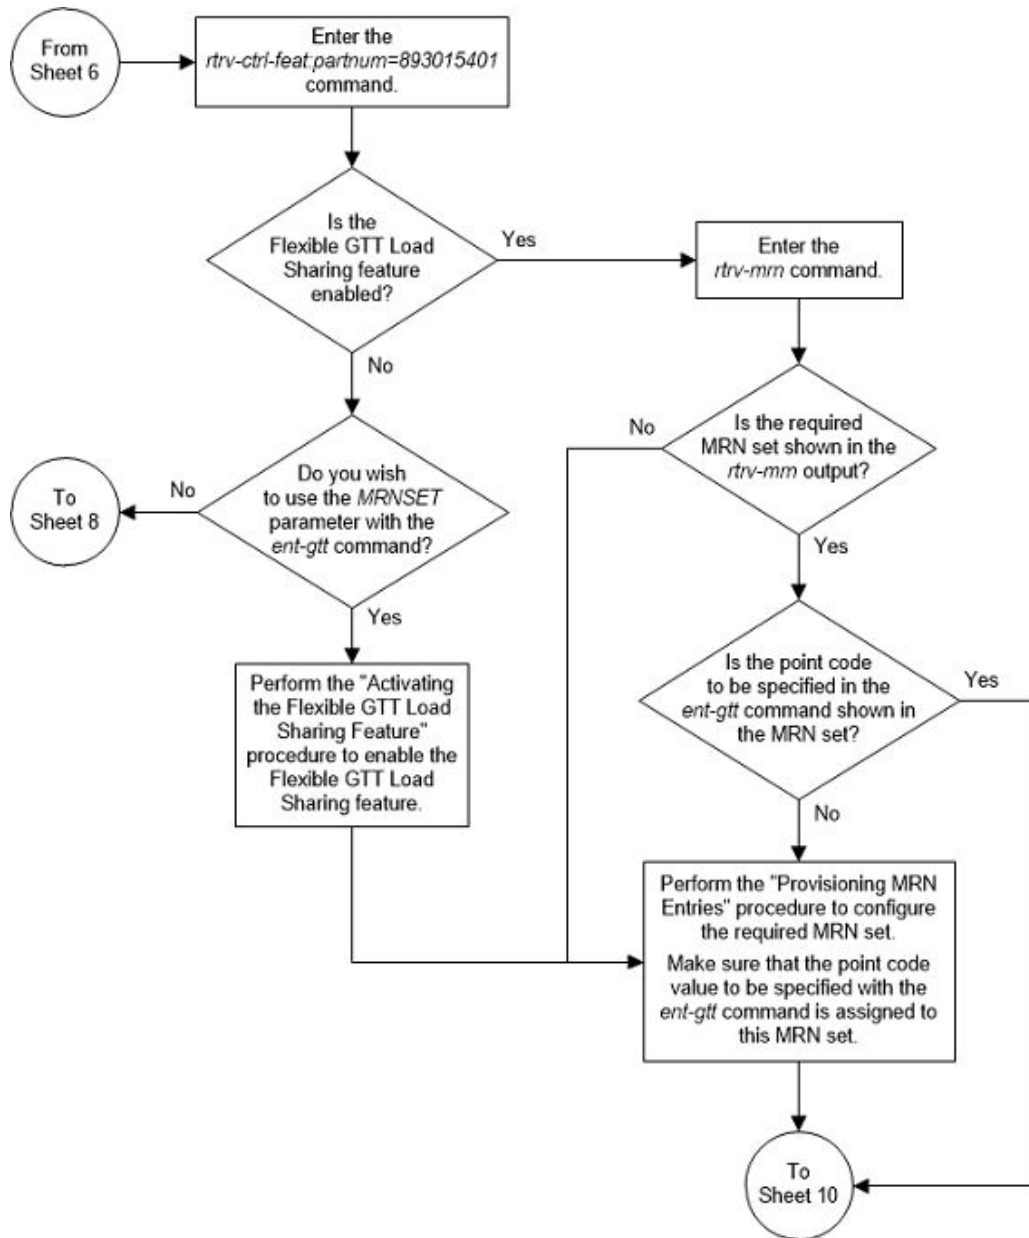 From
Sheet 6
Enter the
rtrv-ctrl-feat:partnum=893015401
command.
Is the
Flexible GTT Load
Sharing feature
enabled?
Yes
Enter the
rtrv-mrn command.
No
Is the required
MRN set shown in the
rtrv-mrn output?
No
Yes
Do you wish
to use the MRNSET
parameter with the
ent-gtt command?
No
To
Sheet 8
Yes
Perform the "Activating
the Flexible GTT Load
Sharing Feature"
procedure to enable the
Flexible GTT Load
Sharing feature.
Is the point code
to be specified in the
ent-gtt command shown in
the MRN set?
Yes
No
Perform the "Provisioning MRN
Entries" procedure to configure
the required MRN set.
Make sure that the point code
value to be specified with the
ent-gtt command is assigned to
this MRN set.
To
Sheet 10